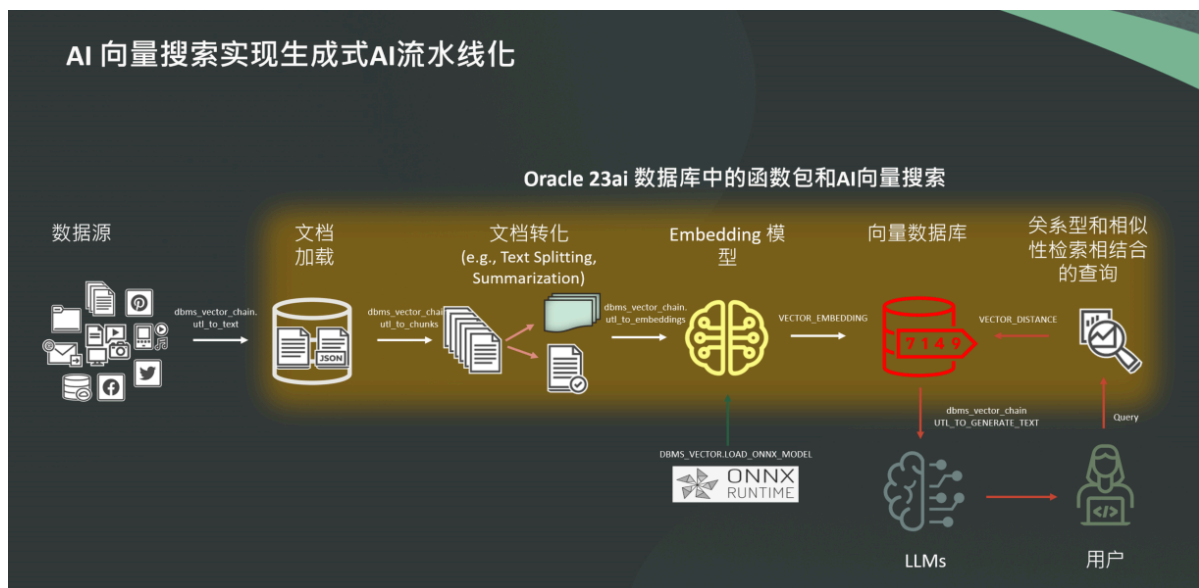 AI 向量搜索实现生成式AI流水线化
Oracle 23ai 数据库中的函数包和AI向量搜索
数据源
文档
加载
文档转化
(e.g., Text Splitting,
Summarization)
Embedding 模
型
向量数据库
关系型和相似
性检索相结合
的查询
dbms_vector_chain.
utl_to_text
JSON
dbms_vector_chai
utl_to_chunks
dbms_vector_chain.
utl_to_embeddings
VECTOR_EMBEDDING
7 1 4 9
VECTOR_DISTANCE
DBMS_VECTOR.LOAD_ONNX_MODEL
ONNX
RUNTIME
dbms_vector_chain
UTL_TO_GENERATE_TEXT
Query
LLMs
</>
用户